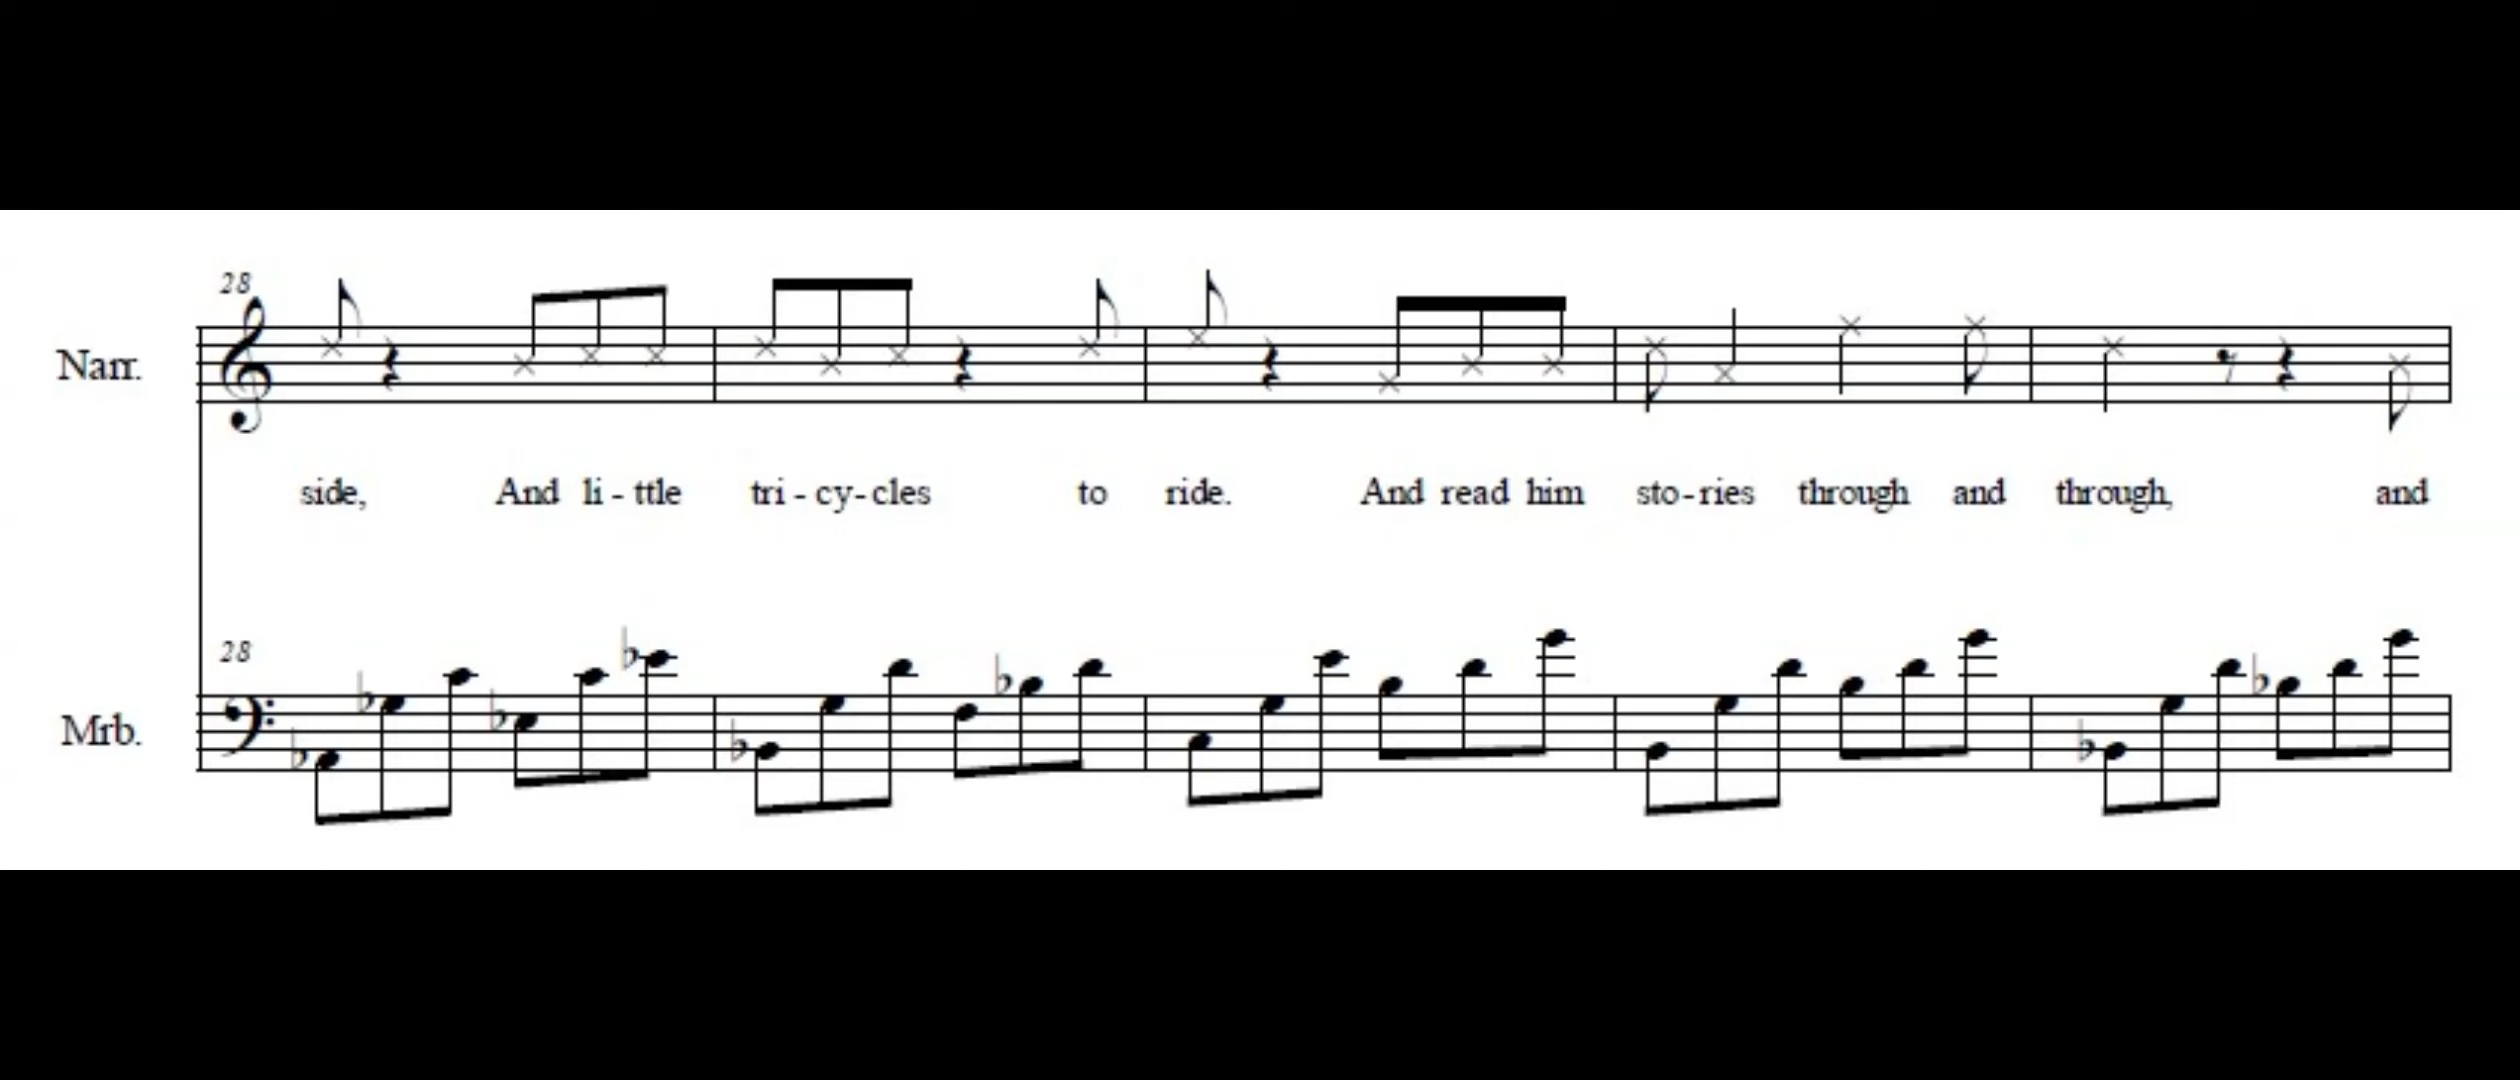 28
Narr.
side, And li - ttle tri - cy - cles to ride. And read him sto - ries through and through, and
28
Mrb.